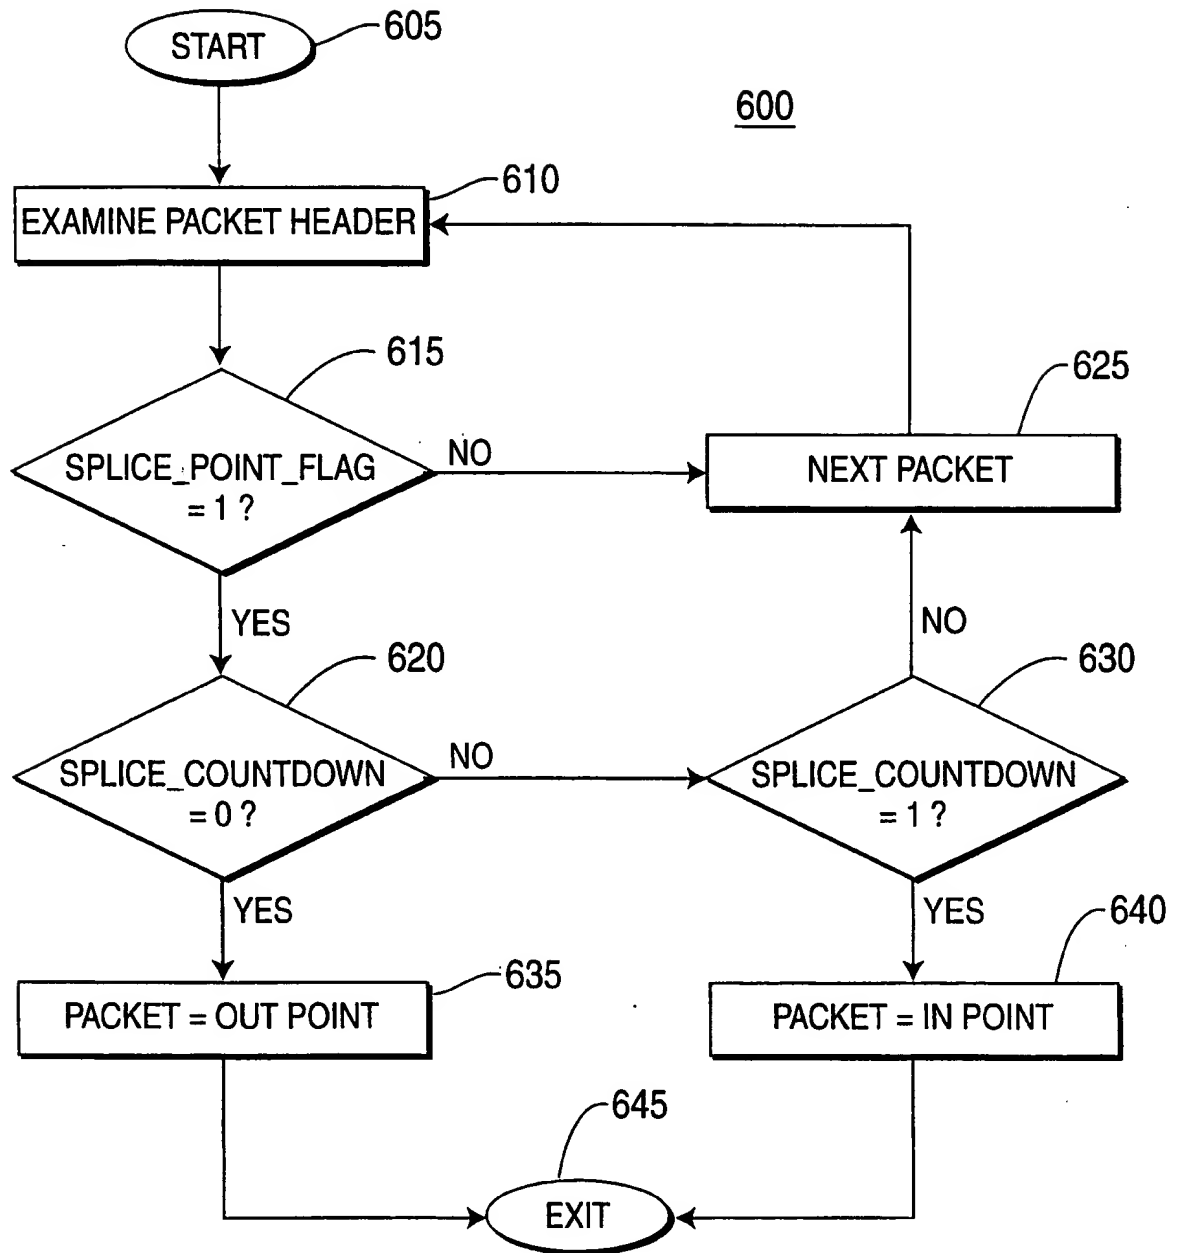 START
605
600
EXAMINE PACKET HEADER
610
SPLICE_POINT_FLAG
= 1 ?
615
NO
NEXT PACKET
625
YES
NO
SPLICE_COUNTDOWN
= 0 ?
620
NO
SPLICE_COUNTDOWN
= 1 ?
630
YES
YES
PACKET = OUT POINT
635
PACKET = IN POINT
640
EXIT
645